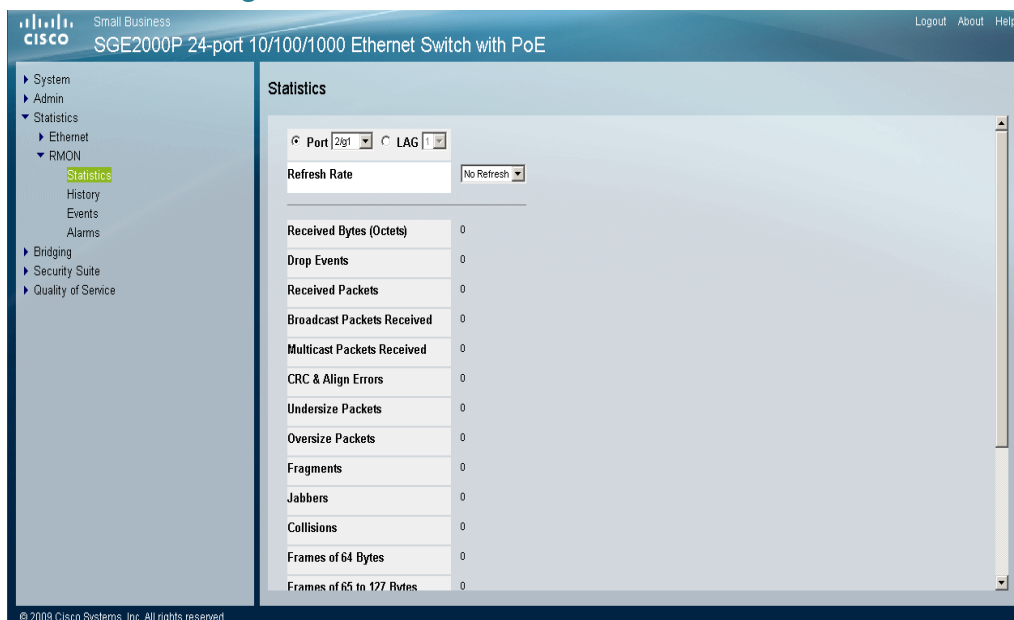 Small Business
CISCO SGE2000P 24-port 10/100/1000 Ethernet Switch with PoE
Logout About Help
System
Admin
Statistics
Ethernet
RMON
Statistics
History
Events
Alarms
Bridging
Security Suite
Quality of Service
Statistics
Port 2/g1 LAG 1
Refresh Rate No Refresh
Received Bytes (Octets) 0
Drop Events 0
Received Packets 0
Broadcast Packets Received 0
Multicast Packets Received 0
CRC & Align Errors 0
Undersize Packets 0
Oversize Packets 0
Fragments 0
Jabbers 0
Collisions 0
Frames of 64 Bytes 0
Frames of 65 to 127 Bytes 0
© 2009 Cisco Systems, Inc. All rights reserved.